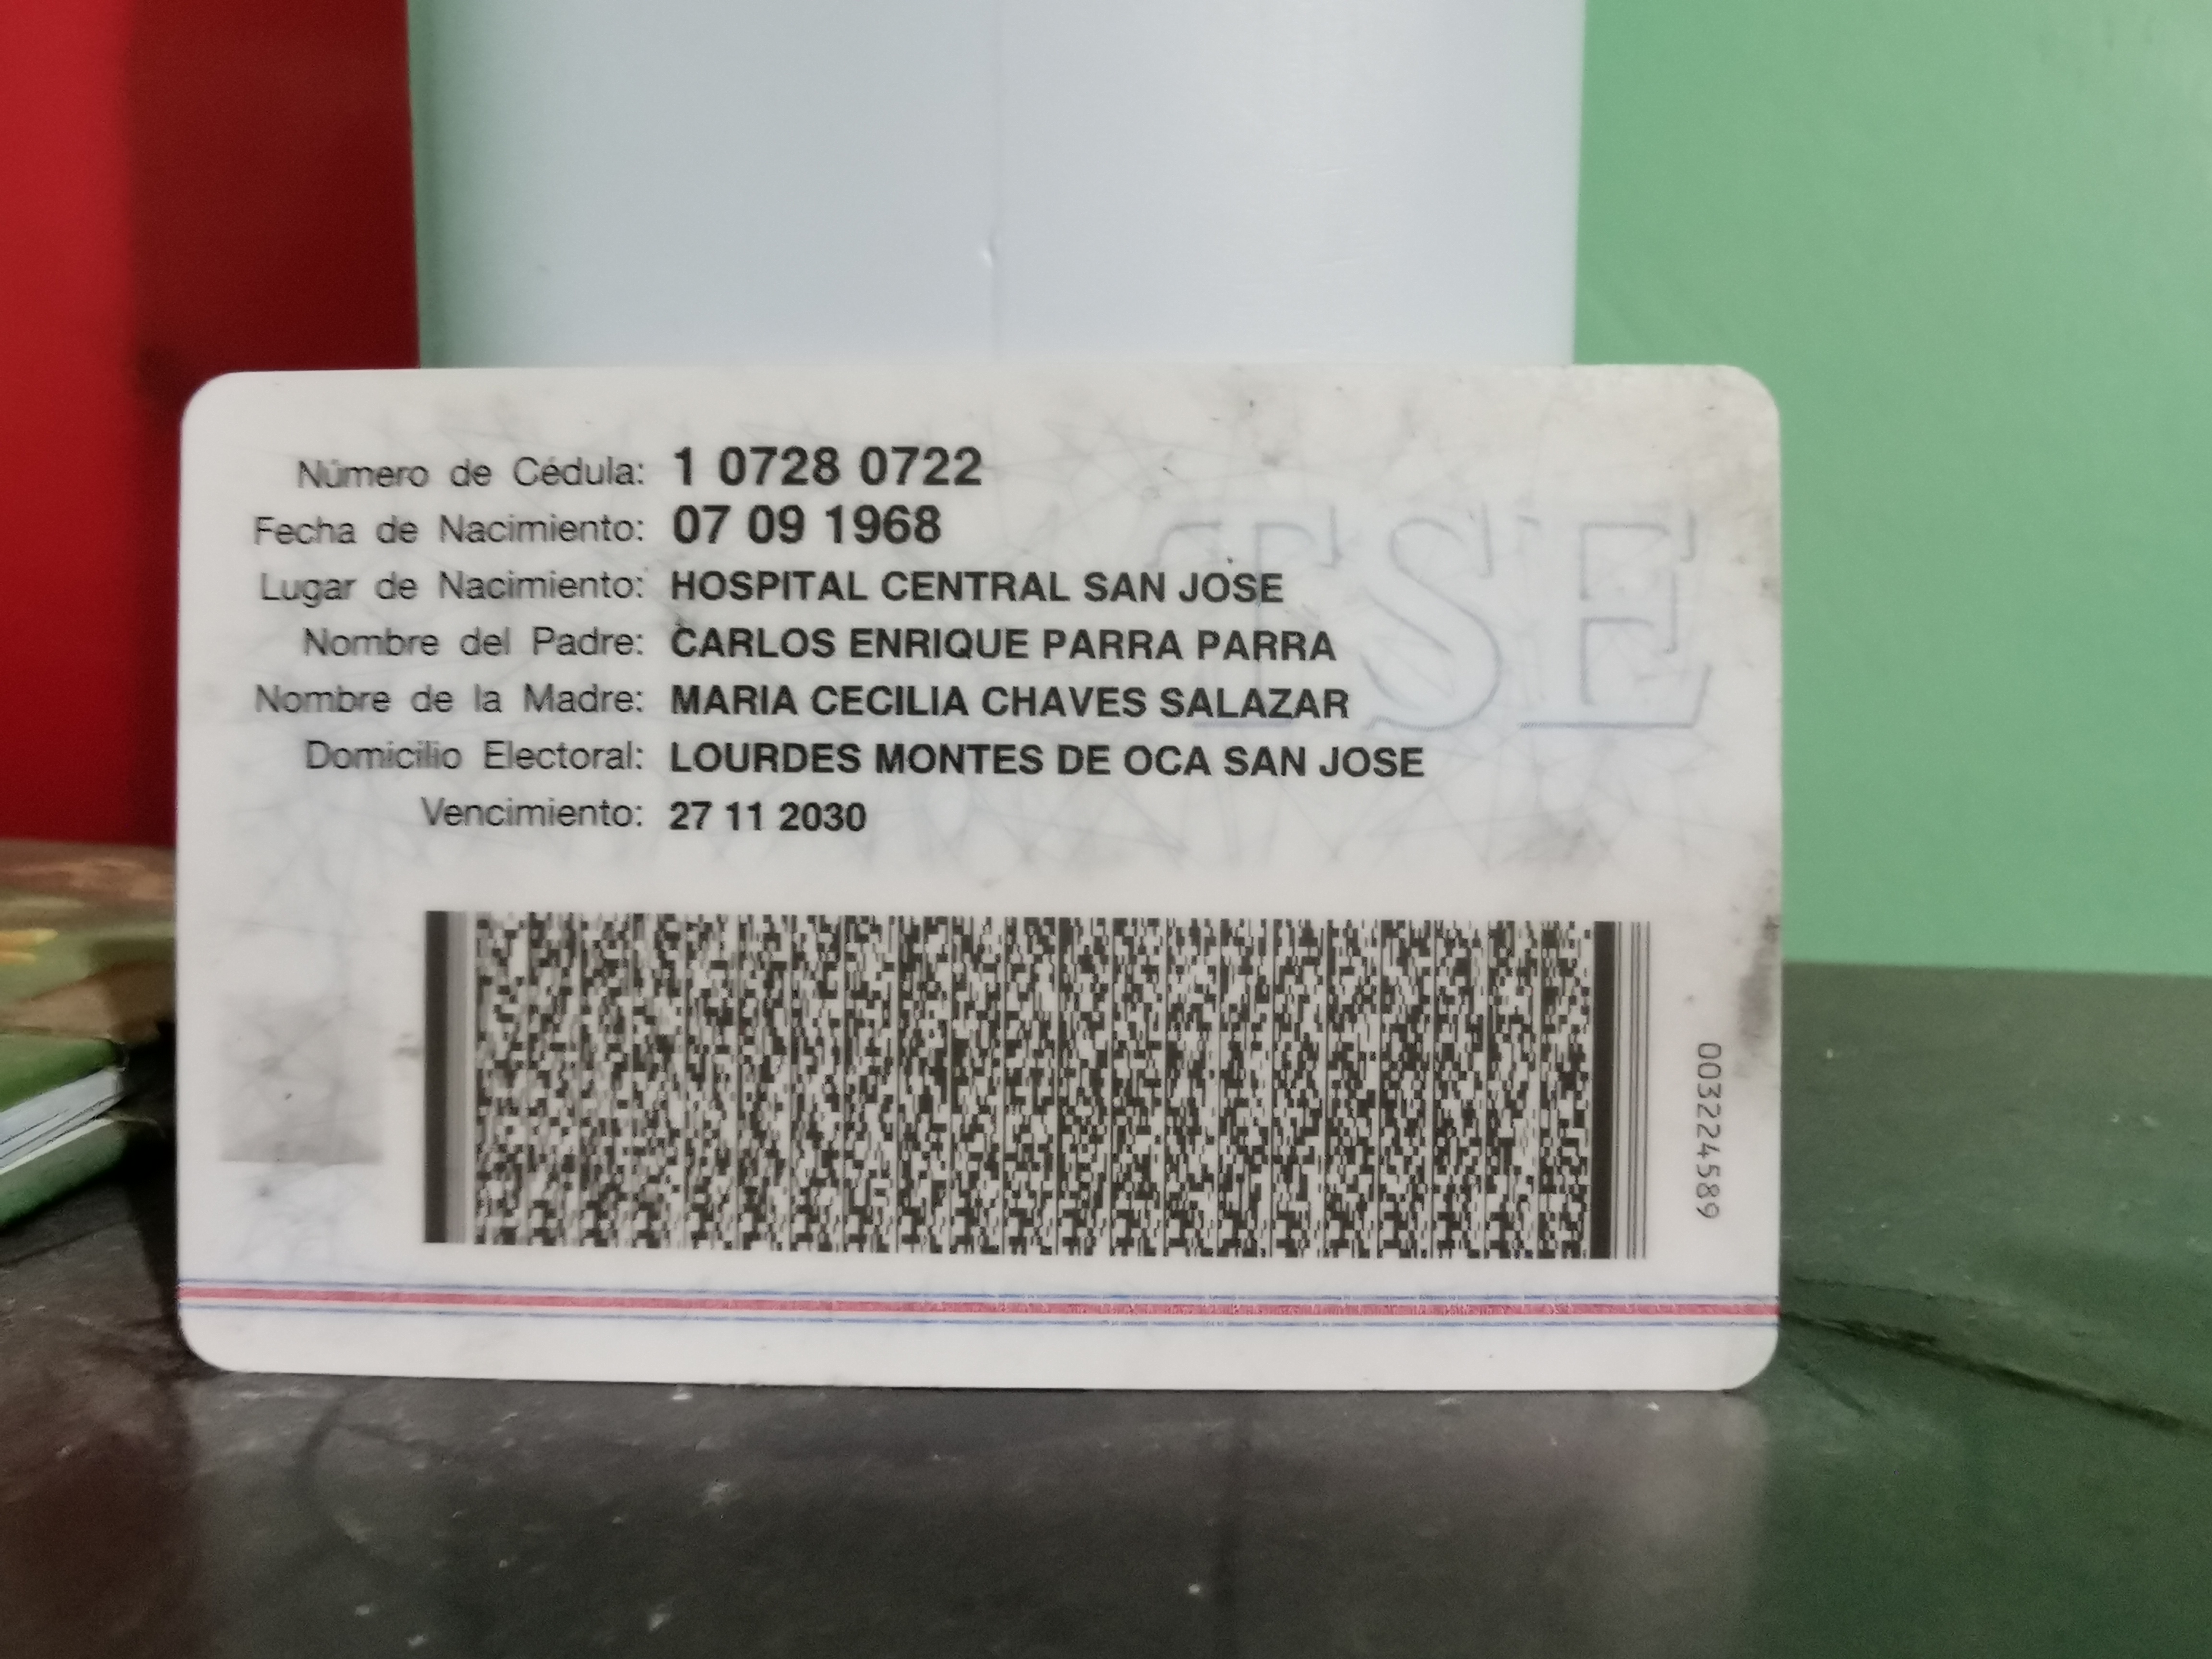 Número de Cédula: 1 0728 0722
Fecha de Nacimiento: 07 09 1968
Lugar de Nacimiento: HOSPITAL CENTRAL SAN JOSE
Nombre del Padre: CARLOS ENRIQUE PARRA PARRA
Nombre de la Madre: MARIA CECILIA CHAVES SALAZAR
Domicilio Electoral: LOURDES MONTES DE OCA SAN JOSE
Vencimiento: 27 11 2030
TSE
003224589